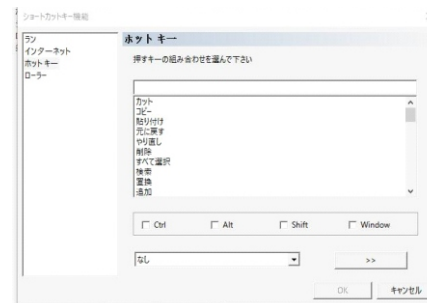 ショートカットキー機能
ラン
インターネット
ホット キー
ローラー
ホット キー
押すキーの組み合わせを選んで下さい
カット
コピー
貼り付け
元に戻す
やり直し
削除
すべて選択
検索
置換
追加
Ctrl
Alt
Shift
Window
なし
>>
OK
キャンセル